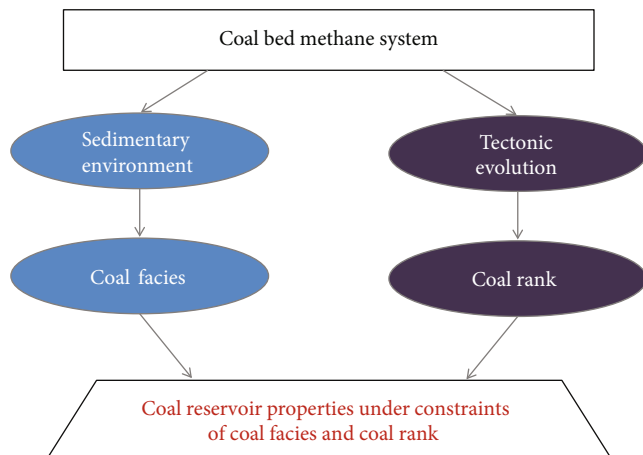 Coal bed methane system
Sedimentary
environment
Tectonic
evolution
Coal facies
Coal rank
Coal reservoir properties under constraints
of coal facies and coal rank